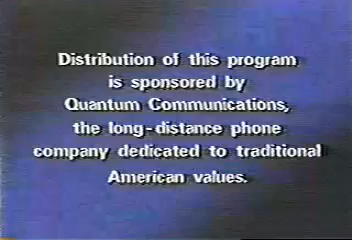 Distribution of this program
is sponsored by
Quantum Communications,
the long-distance phone
company dedicated to traditional
American values.